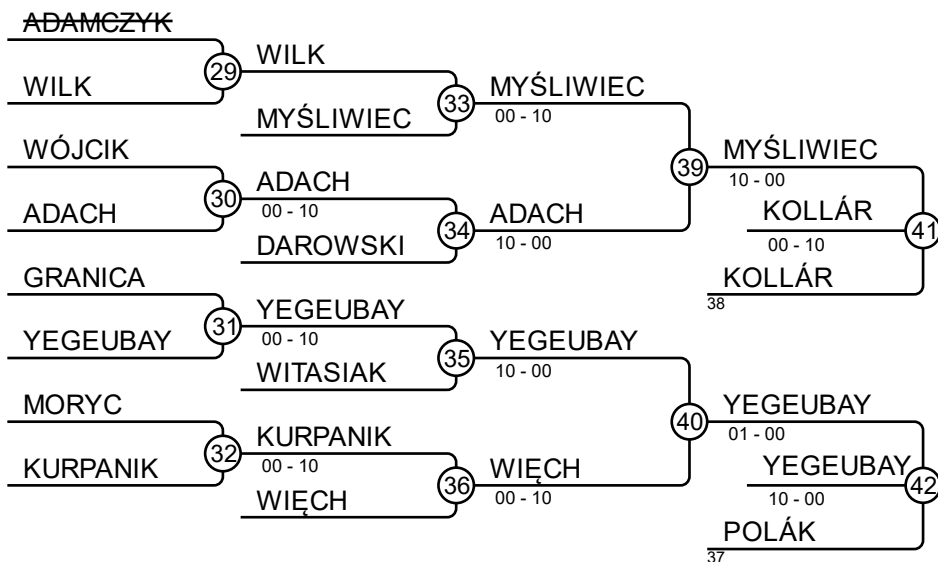 ADAMCZYK
WILK
29
WILK
MYŚLIWIEC
33
MYŚLIWIEC
00 - 10
WÓJCIK
ADACH
30
ADACH
00 - 10
DAROWSKI
34
ADACH
10 - 00
39
MYŚLIWIEC
10 - 00
KOLLÁR
00 - 10
41
KOLLÁR
38
GRANICA
YEGEUBAY
31
YEGEUBAY
00 - 10
WITASIAK
35
YEGEUBAY
10 - 00
MORYC
KURPANIK
32
KURPANIK
00 - 10
WIĘCH
36
WIĘCH
00 - 10
40
YEGEUBAY
01 - 00
YEGEUBAY
10 - 00
42
POLÁK
37